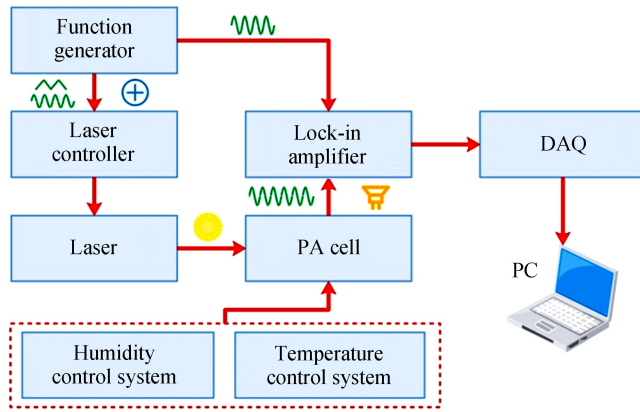 Function
generator
Laser
controller
Lock-in
amplifier
DAQ
Laser
PA cell
PC
Humidity
control system
Temperature
control system